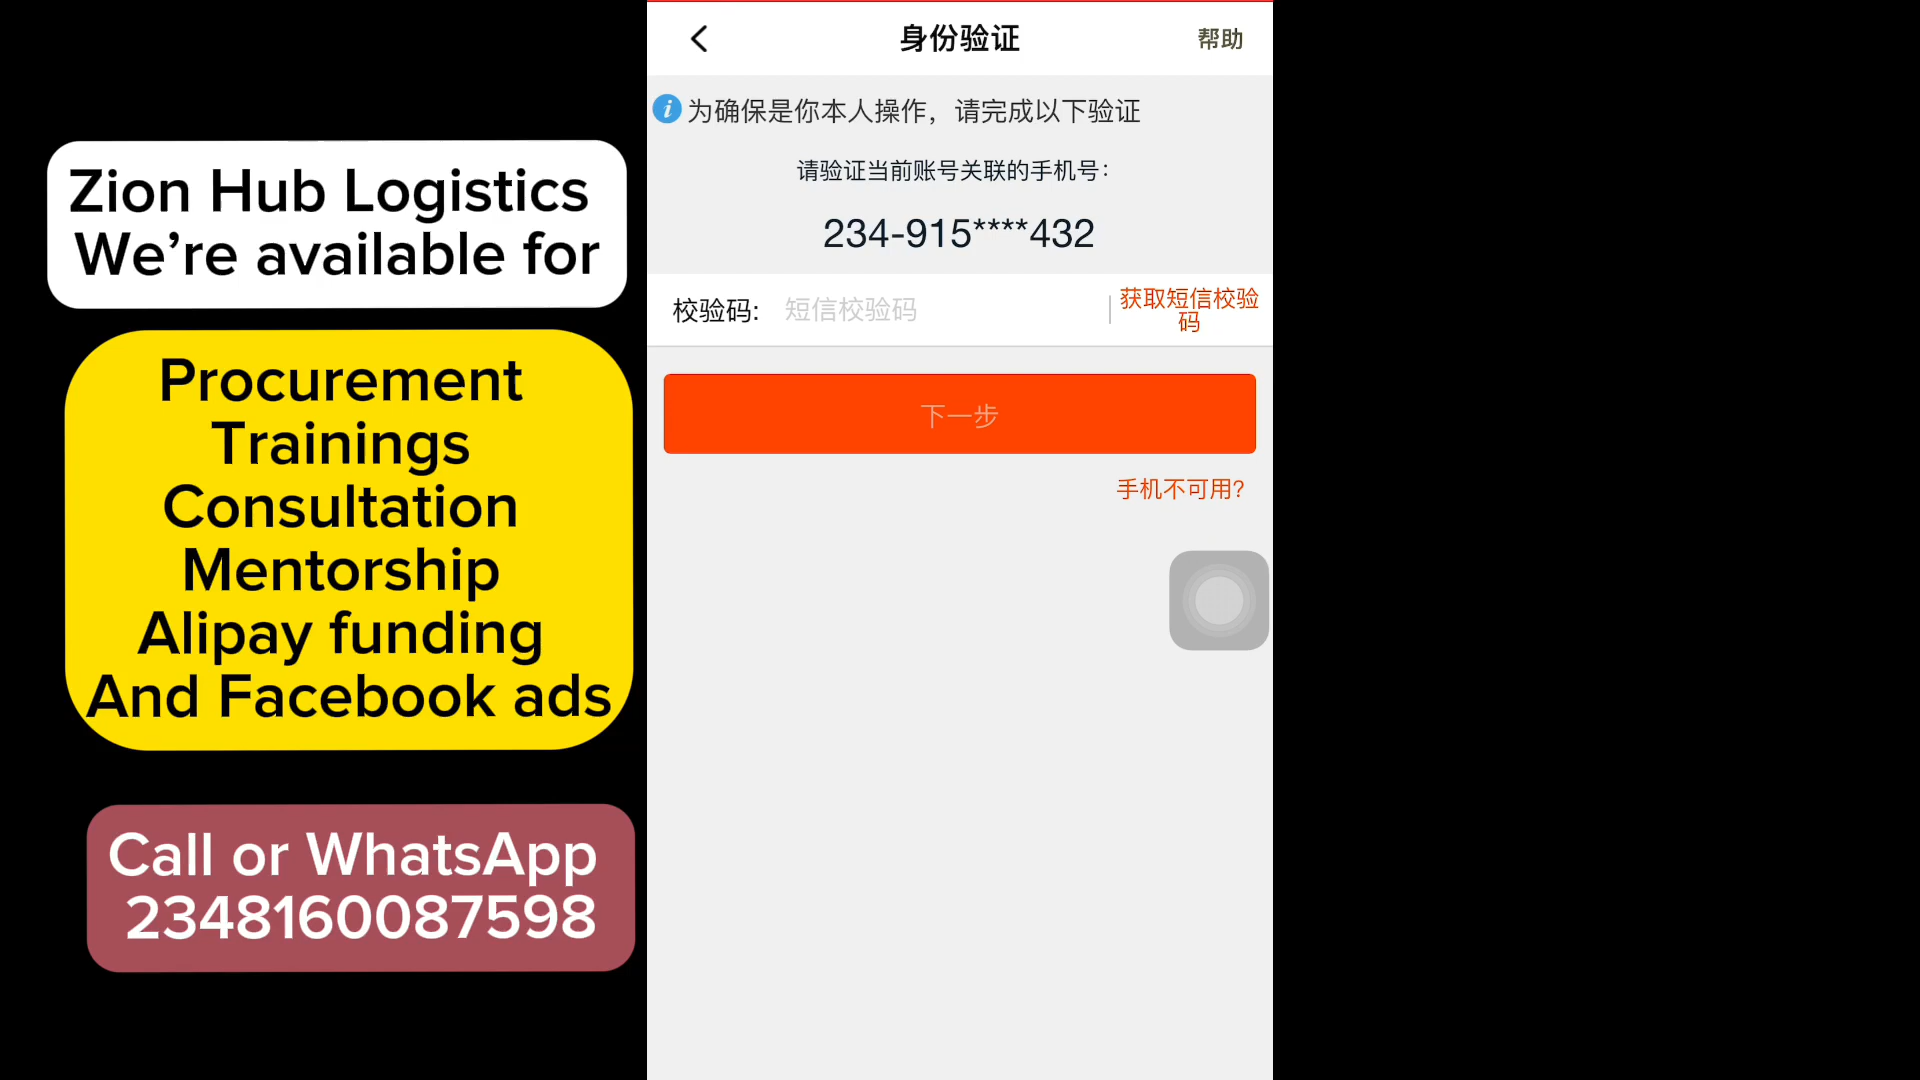 Zion Hub Logistics
We’re available for
Procurement
Trainings
Consultation
Mentorship
Alipay funding
And Facebook ads
Call or WhatsApp
2348160087598
身份验证
帮助
为确保是你本人操作，请完成以下验证
请验证当前账号关联的手机号：
234-915****432
校验码:
短信校验码
获取短信校验
码
下一步
手机不可用?